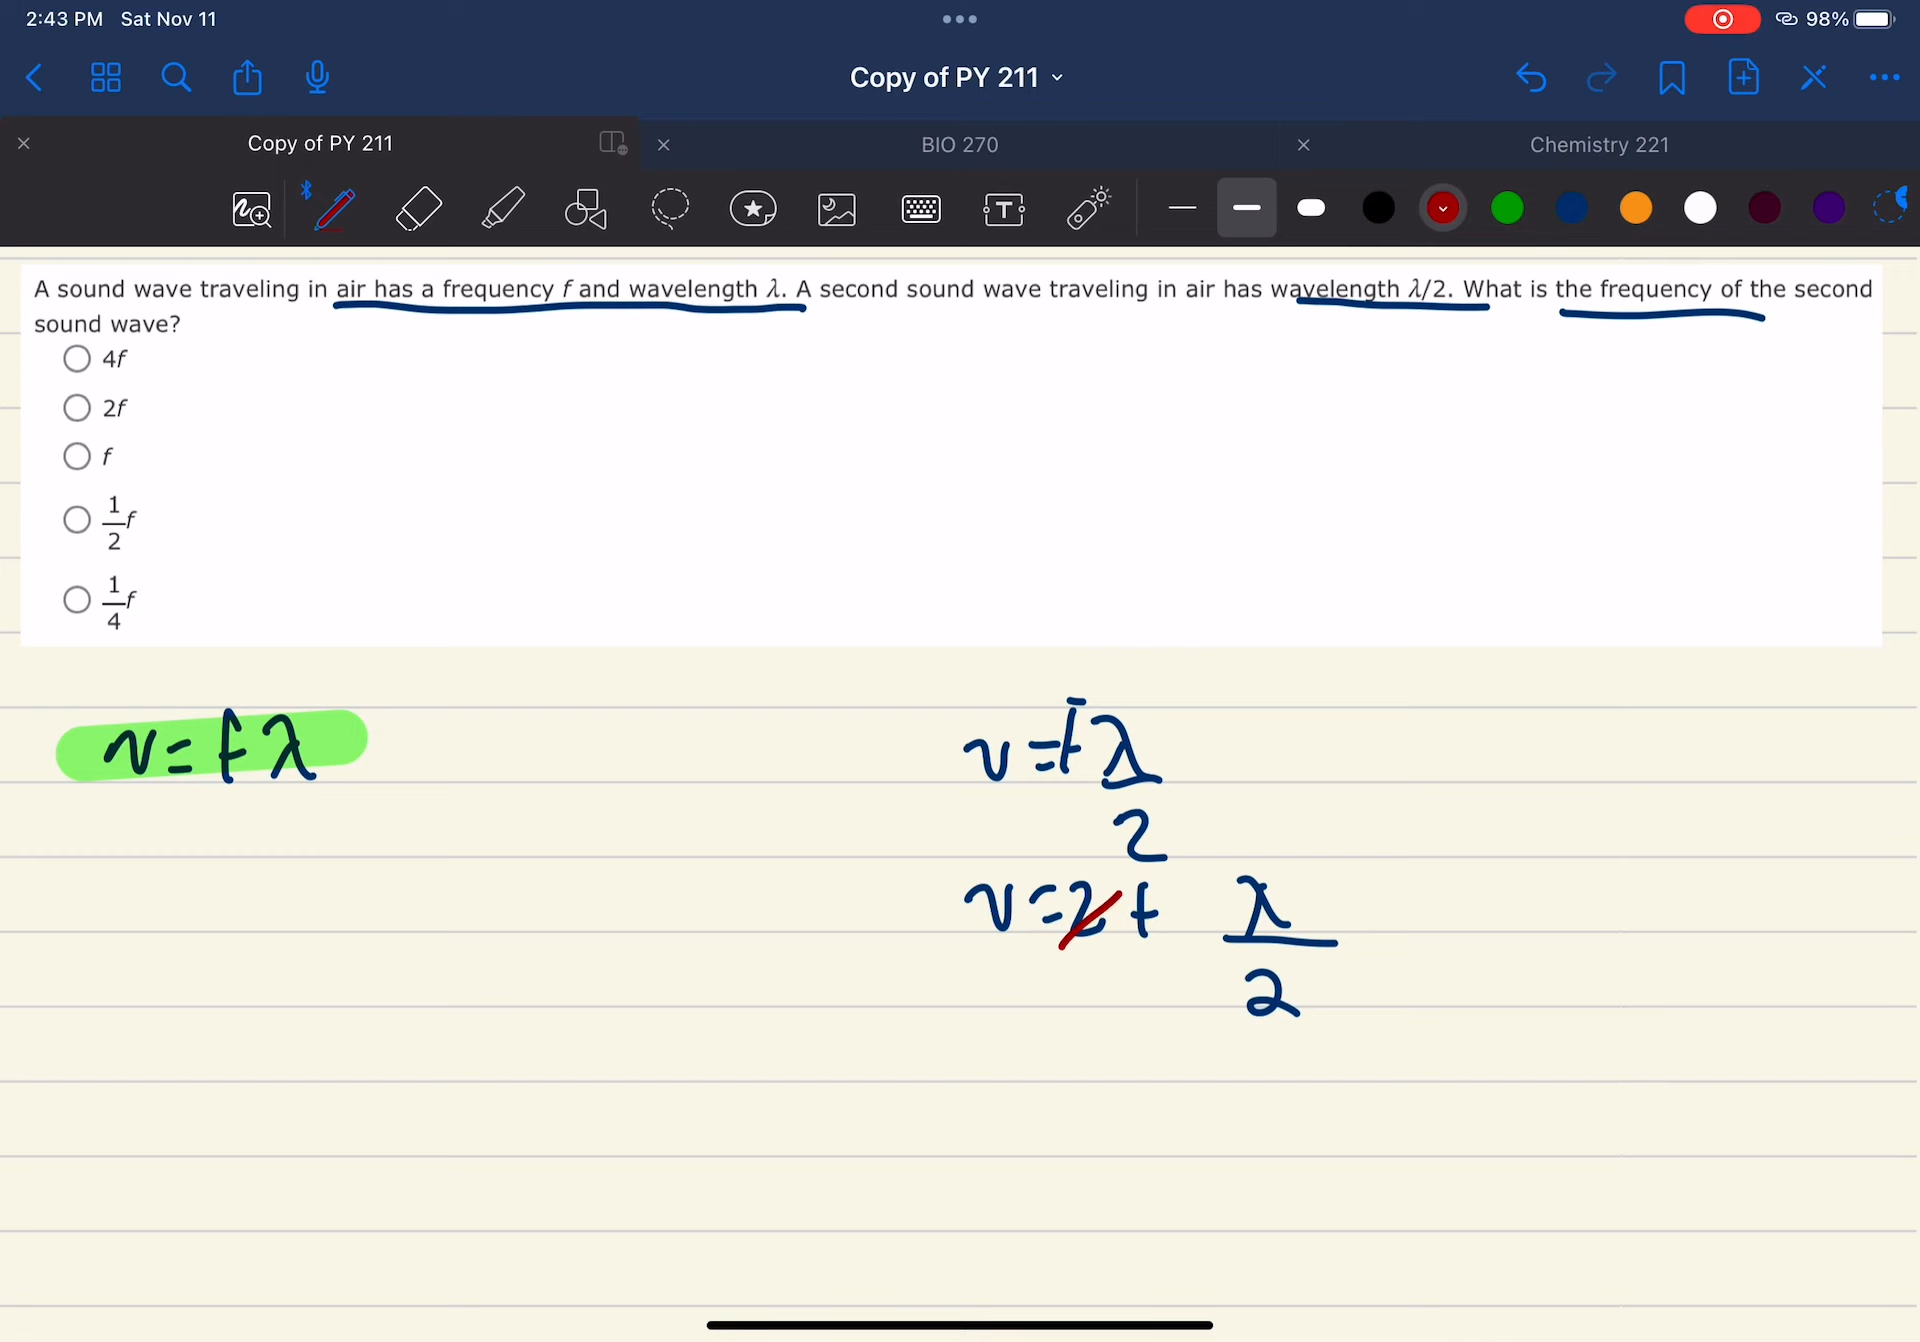 2:43 PM Sat Nov 11
98%
Copy of PY 211
Copy of PY 211
BIO 270
Chemistry 221
T
A sound wave traveling in air has a frequency f and wavelength λ. A second sound wave traveling in air has wavelength λ/2. What is the frequency of the second
sound wave?
4f
2f
f
1/2 f
1/4 f
v = fλ
v = f λ/2
v = 2f λ/2